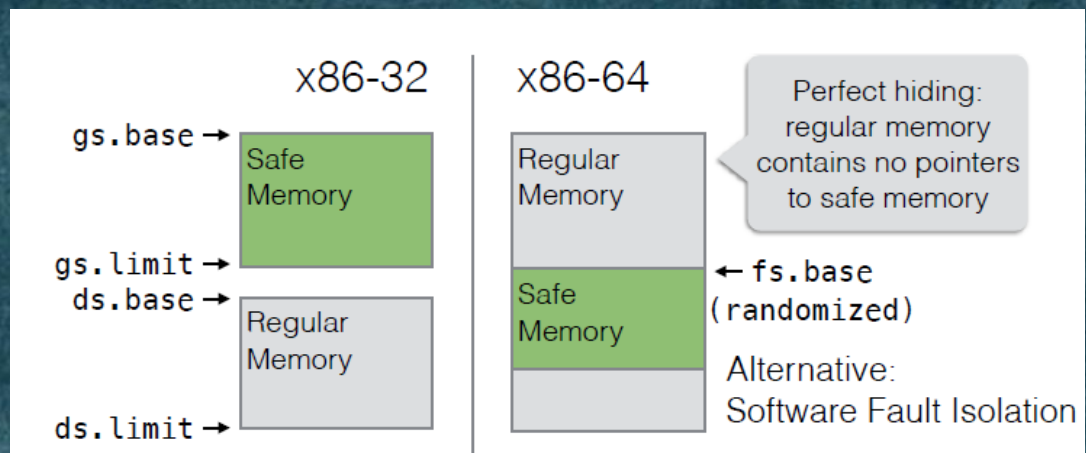 x86-32
gs.base →
Safe
Memory
gs.limit →
ds.base →
Regular
Memory
ds.limit →
x86-64
Regular
Memory
Perfect hiding:
regular memory
contains no pointers
to safe memory
Safe
Memory
← fs.base
(randomized)
Alternative:
Software Fault Isolation